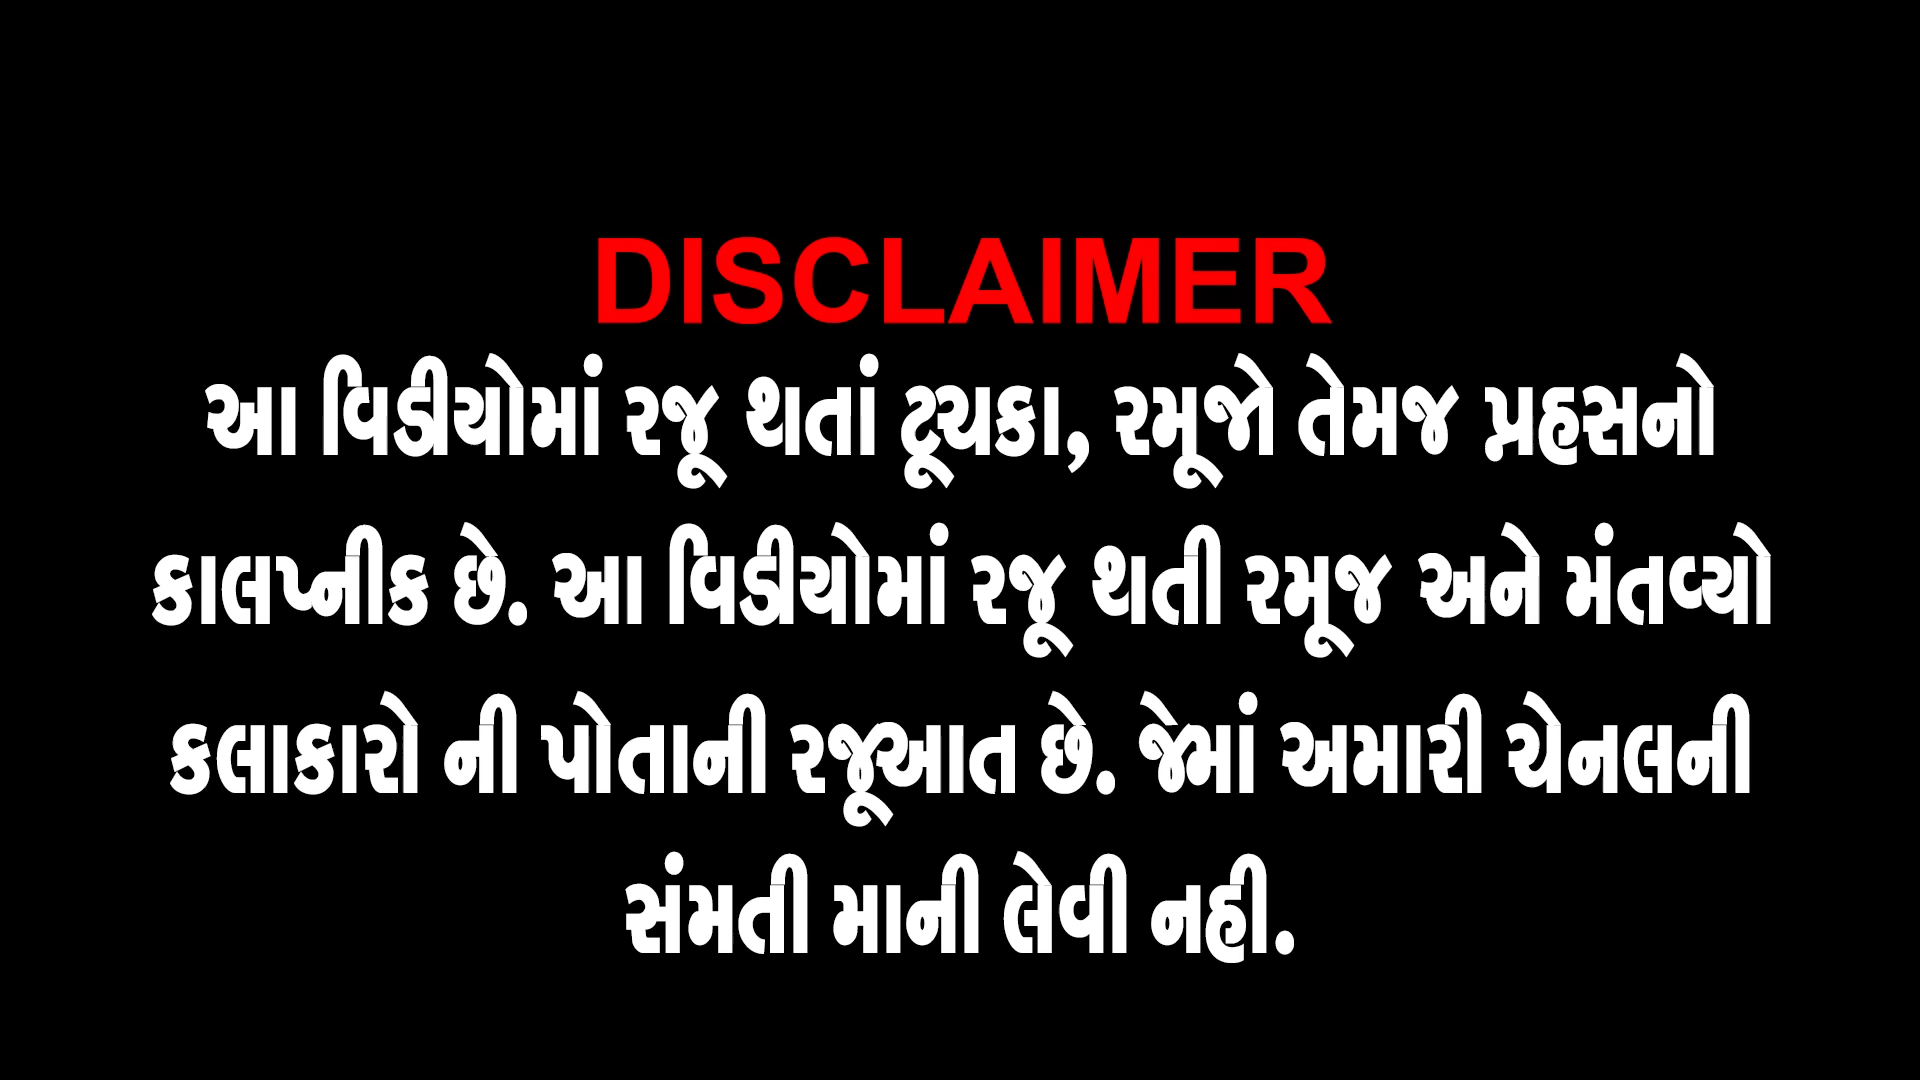 DISCLAIMER
આ વિડીયોમાં રજૂ થતાં ટૂચકા, રમૂજો તેમજ પ્રહસનો
કાલપ્નીક છે. આ વિડીયોમાં રજૂ થતી રમૂજ અને મંતવ્યો
કલાકારો ની પોતાની રજૂઆત છે. જેમાં અમારી ચેનલની
સંમતી માની લેવી નહી.